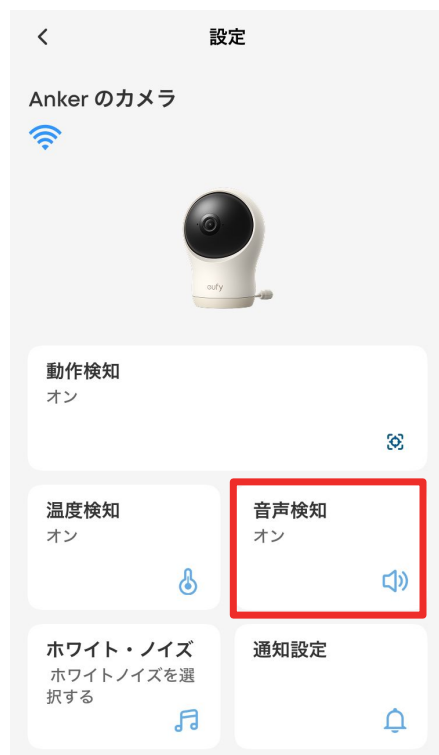 設定
Anker のカメラ
eufy
動作検知
オン
温度検知
オン
音声検知
オン
ホワイト・ノイズ
ホワイトノイズを選
択する
通知設定